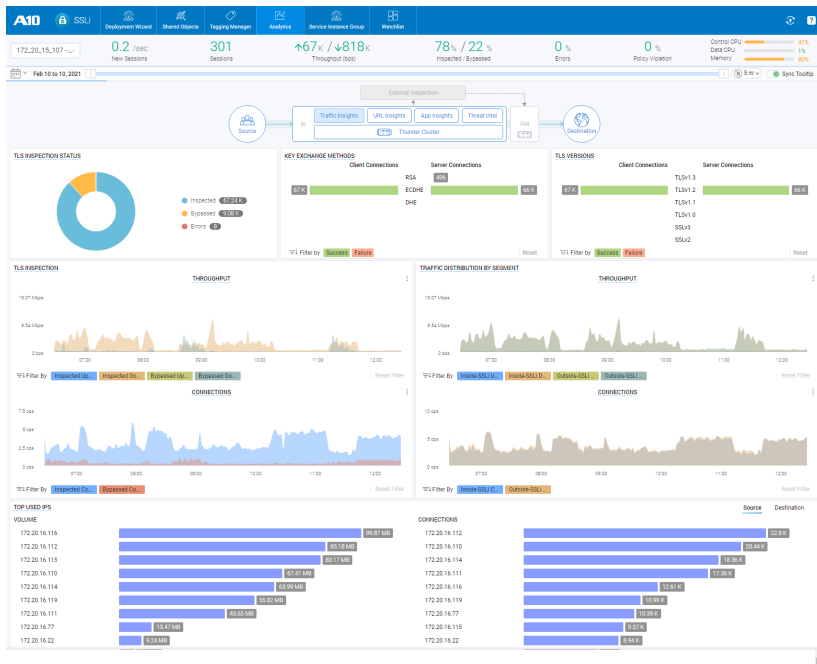 A10 SSLi Deployment Wizard Shared Objects Tagging Manager Analytics Service Instance Group Watchlist
172_20_15_107
0.2 /sec 301 ↑67K / ↓818K 78% / 22 % 0 % 0 %
New Sessions Sessions Throughput (bps) Inspected / Bypassed Errors Policy Violation
Control CPU 41%
Data CPU 1%
Memory 80%
Feb 10 to 10, 2021 5 m Sync Tooltip
External Inspection
Source In Traffic Insights URL Insights App Insights Threat Intel Out Destination
Thunder Cluster
TLS INSPECTION STATUS
Inspected 67.24 K
Bypassed 9.08 K
Errors 8
KEY EXCHANGE METHODS
Client Connections Server Connections
RSA 496
67 K ECDHE 66 K
DHE
Filter by Success Failure Reset
TLS VERSIONS
Client Connections Server Connections
TLSv1.3
67 K TLSv1.2 66 K
TLSv1.1
TLSv1.0
SSLv3
SSLv2
Filter by Success Failure Reset
TLS INSPECTION
THROUGHPUT
19.07 Mbps
9.54 Mbps
0 bps
07:00 08:00 09:00 10:00 11:00 12:00
Filter By Inspected Up... Inspected Do... Bypassed Up... Bypassed Do... Reset Filter
CONNECTIONS
7.5 cps
5 cps
2.5 cps
0 cps
07:00 08:00 09:00 10:00 11:00 12:00
Filter By Inspected Co... Bypassed Co... Reset Filter
TRAFFIC DISTRIBUTION BY SEGMENT
THROUGHPUT
19.07 Mbps
9.54 Mbps
0 bps
07:00 08:00 09:00 10:00 11:00 12:00
Filter By Inside-SSLi U... Inside-SSLi D... Outside-SSLi ... Outside-SSLi ... Reset Filter
CONNECTIONS
10 cps
5 cps
0 cps
07:00 08:00 09:00 10:00 11:00 12:00
Filter By Inside-SSLi C... Outside-SSLi ... Reset Filter
TOP USED IPS Source Destination
VOLUME
172.20.16.116 99.87 MB
172.20.16.112 85.18 MB
172.20.16.115 83.17 MB
172.20.16.110 67.41 MB
172.20.16.114 63.99 MB
172.20.16.119 55.82 MB
172.20.16.111 43.65 MB
172.20.16.77 13.47 MB
172.20.16.22 9.24 MB
CONNECTIONS
172.20.16.112 22.8 K
172.20.16.110 20.44 K
172.20.16.114 18.36 K
172.20.16.111 17.36 K
172.20.16.116 12.61 K
172.20.16.119 10.99 K
172.20.16.77 10.39 K
172.20.16.115 9.37 K
172.20.16.22 8.94 K